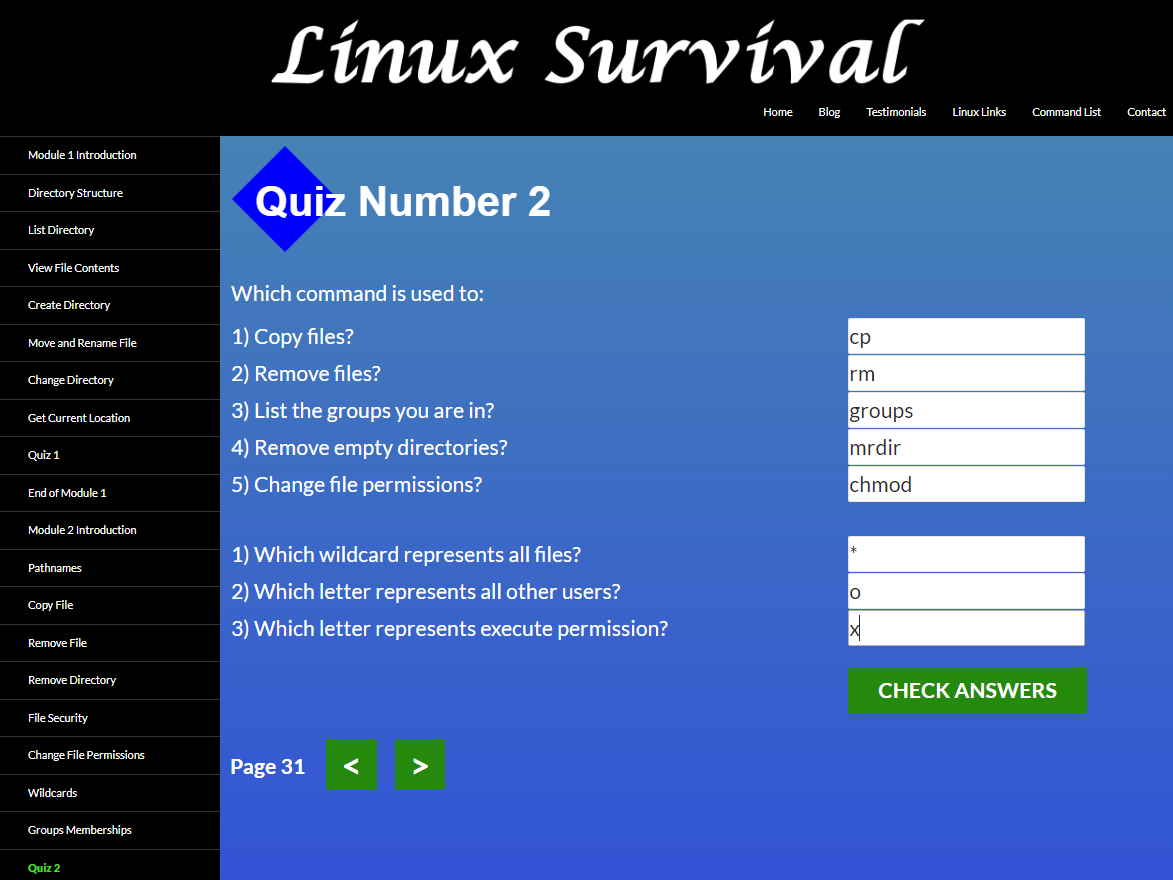 Linux Survival
Home Blog Testimonials Linux Links Command List Contact
Module 1 Introduction
Directory Structure
List Directory
View File Contents
Create Directory
Move and Rename File
Change Directory
Get Current Location
Quiz 1
End of Module 1
Module 2 Introduction
Pathnames
Copy File
Remove File
Remove Directory
File Security
Change File Permissions
Wildcards
Groups Memberships
Quiz 2
Quiz Number 2
Which command is used to:
1) Copy files? cp
2) Remove files? rm
3) List the groups you are in? groups
4) Remove empty directories? mrdir
5) Change file permissions? chmod
1) Which wildcard represents all files? *
2) Which letter represents all other users? o
3) Which letter represents execute permission? x
CHECK ANSWERS
Page 31 < >